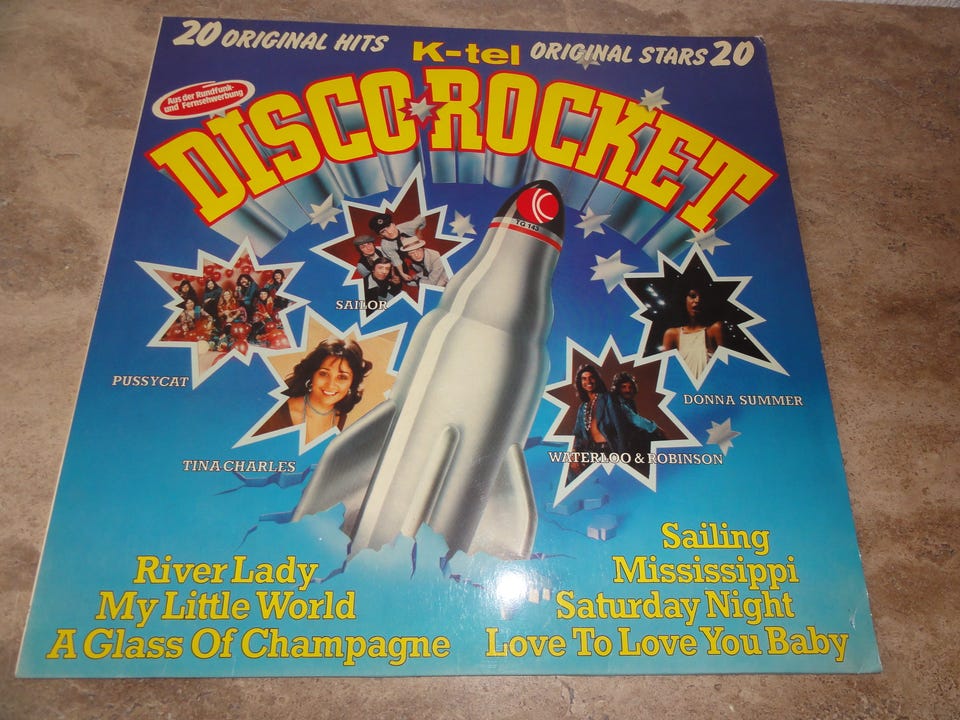 20 ORIGINAL HITS
K-tel
ORIGINAL STARS 20
Aus der Rundfunk-
und Fernsehwerbung
DISCO ROCKET
TG 143
SAILOR
PUSSYCAT
DONNA SUMMER
TINA CHARLES
WATERLOO & ROBINSON
River Lady
My Little World
A Glass Of Champagne
Sailing
Mississippi
Saturday Night
Love To Love You Baby